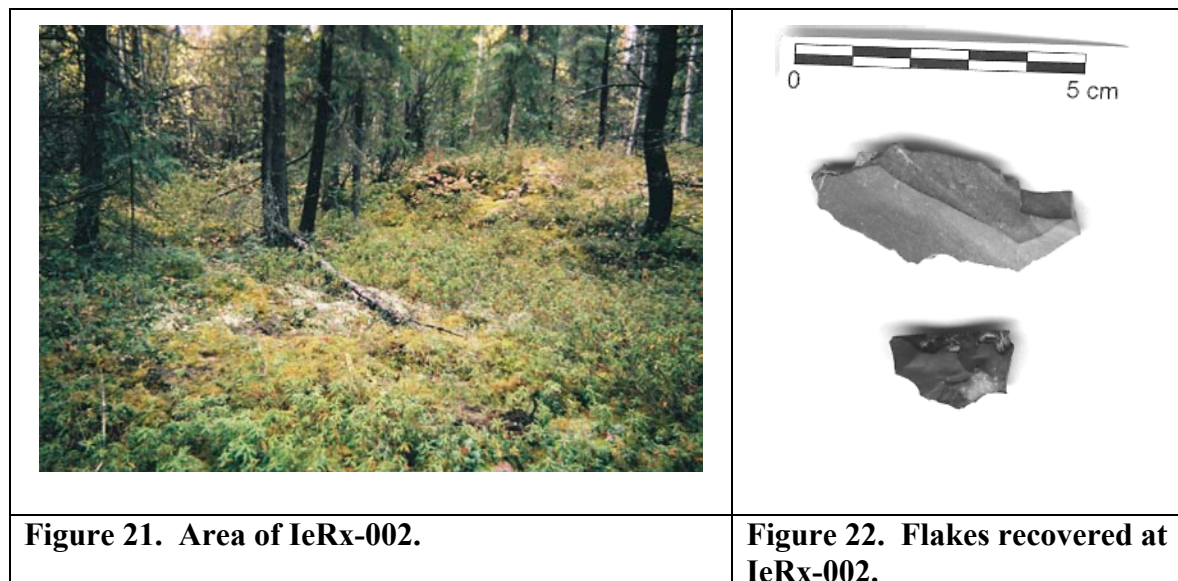 0 5 cm
Figure 21. Area of IeRx-002.
Figure 22. Flakes recovered at
IeRx-002.